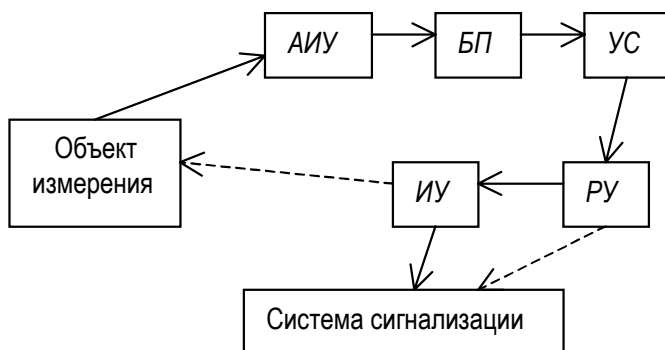 АИУ
БП
УС
Объект
измерения
ИУ
РУ
Система сигнализации